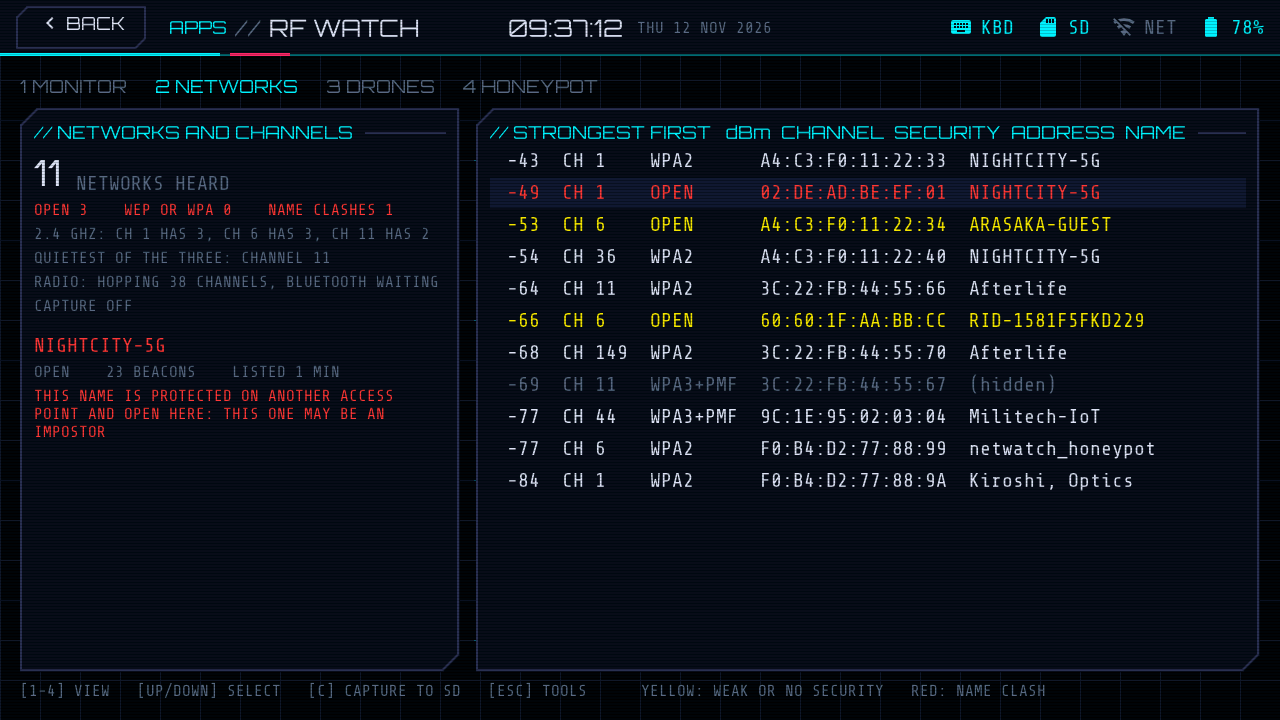 BACK
APPS // RF WATCH
09:37:12 THU 12 NOV 2026
KBD SD NET 78%
1 MONITOR 2 NETWORKS 3 DRONES 4 HONEYPOT
// NETWORKS AND CHANNELS
11 NETWORKS HEARD
OPEN 3 WEP OR WPA 0 NAME CLASHES 1
2.4 GHZ: CH 1 HAS 3, CH 6 HAS 3, CH 11 HAS 2
QUIETEST OF THE THREE: CHANNEL 11
RADIO: HOPPING 38 CHANNELS, BLUETOOTH WAITING
CAPTURE OFF
NIGHTCITY-5G
OPEN 23 BEACONS LISTED 1 MIN
THIS NAME IS PROTECTED ON ANOTHER ACCESS
POINT AND OPEN HERE: THIS ONE MAY BE AN
IMPOSTOR
// STRONGEST FIRST dBm CHANNEL SECURITY ADDRESS NAME
-43 CH 1 WPA2 A4:C3:F0:11:22:33 NIGHTCITY-5G
-49 CH 1 OPEN 02:DE:AD:BE:EF:01 NIGHTCITY-5G
-53 CH 6 OPEN A4:C3:F0:11:22:34 ARASAKA-GUEST
-54 CH 36 WPA2 A4:C3:F0:11:22:40 NIGHTCITY-5G
-64 CH 11 WPA2 3C:22:FB:44:55:66 Afterlife
-66 CH 6 OPEN 60:60:1F:AA:BB:CC RID-1581F5FKD229
-68 CH 149 WPA2 3C:22:FB:44:55:70 Afterlife
-69 CH 11 WPA3+PMF 3C:22:FB:44:55:67 (hidden)
-77 CH 44 WPA3+PMF 9C:1E:95:02:03:04 Militech-IoT
-77 CH 6 WPA2 F0:B4:D2:77:88:99 netwatch_honeypot
-84 CH 1 WPA2 F0:B4:D2:77:88:9A Kiroshi, Optics
[1-4] VIEW [UP/DOWN] SELECT [C] CAPTURE TO SD [ESC] TOOLS YELLOW: WEAK OR NO SECURITY RED: NAME CLASH